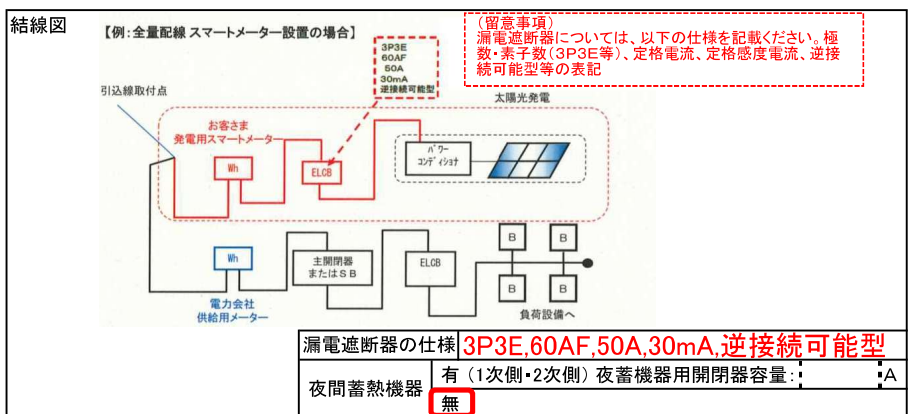 結線図
【例:全量配線 スマートメーター設置の場合】
(留意事項)
漏電遮断器については、以下の仕様を記載ください。極
数・素子数(3P3E等)、定格電流、定格感度電流、逆接
続可能型等の表記
3P3E
60AF
50A
30mA
逆接続可能型
引込線取付点
太陽光発電
お客さま
発電用スマートメーター
Wh
ELCB
パワー
コンディショナ
Wh
主開閉器
またはSB
ELCB
B
B
B
B
電力会社
供給用メーター
負荷設備へ
漏電遮断器の仕様
3P3E,60AF,50A,30mA,逆接続可能型
夜間蓄熱機器
有 (1次側・2次側) 夜蓄機器用開閉器容量: A
無